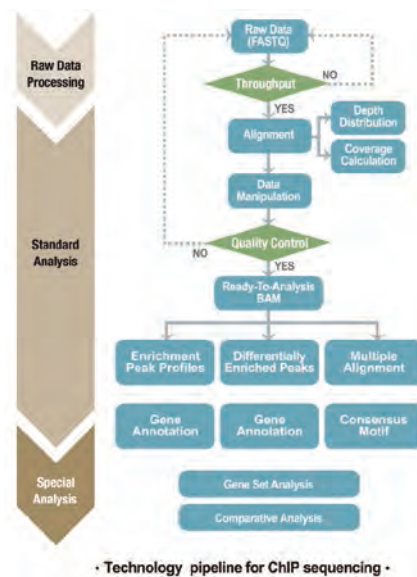 Raw Data
Processing
Raw Data
(FASTQ)
Throughput
NO
YES
Alignment
Depth
Distribution
Coverage
Calculation
Data
Manipulation
Standard
Analysis
Quality Control
NO
YES
Ready-To-Analysis
BAM
Enrichment
Peak Profiles
Differentially
Enriched Peaks
Multiple
Alignment
Gene
Annotation
Gene
Annotation
Consensus
Motif
Special
Analysis
Gene Set Analysis
Comparative Analysis
· Technology pipeline for ChIP sequencing ·